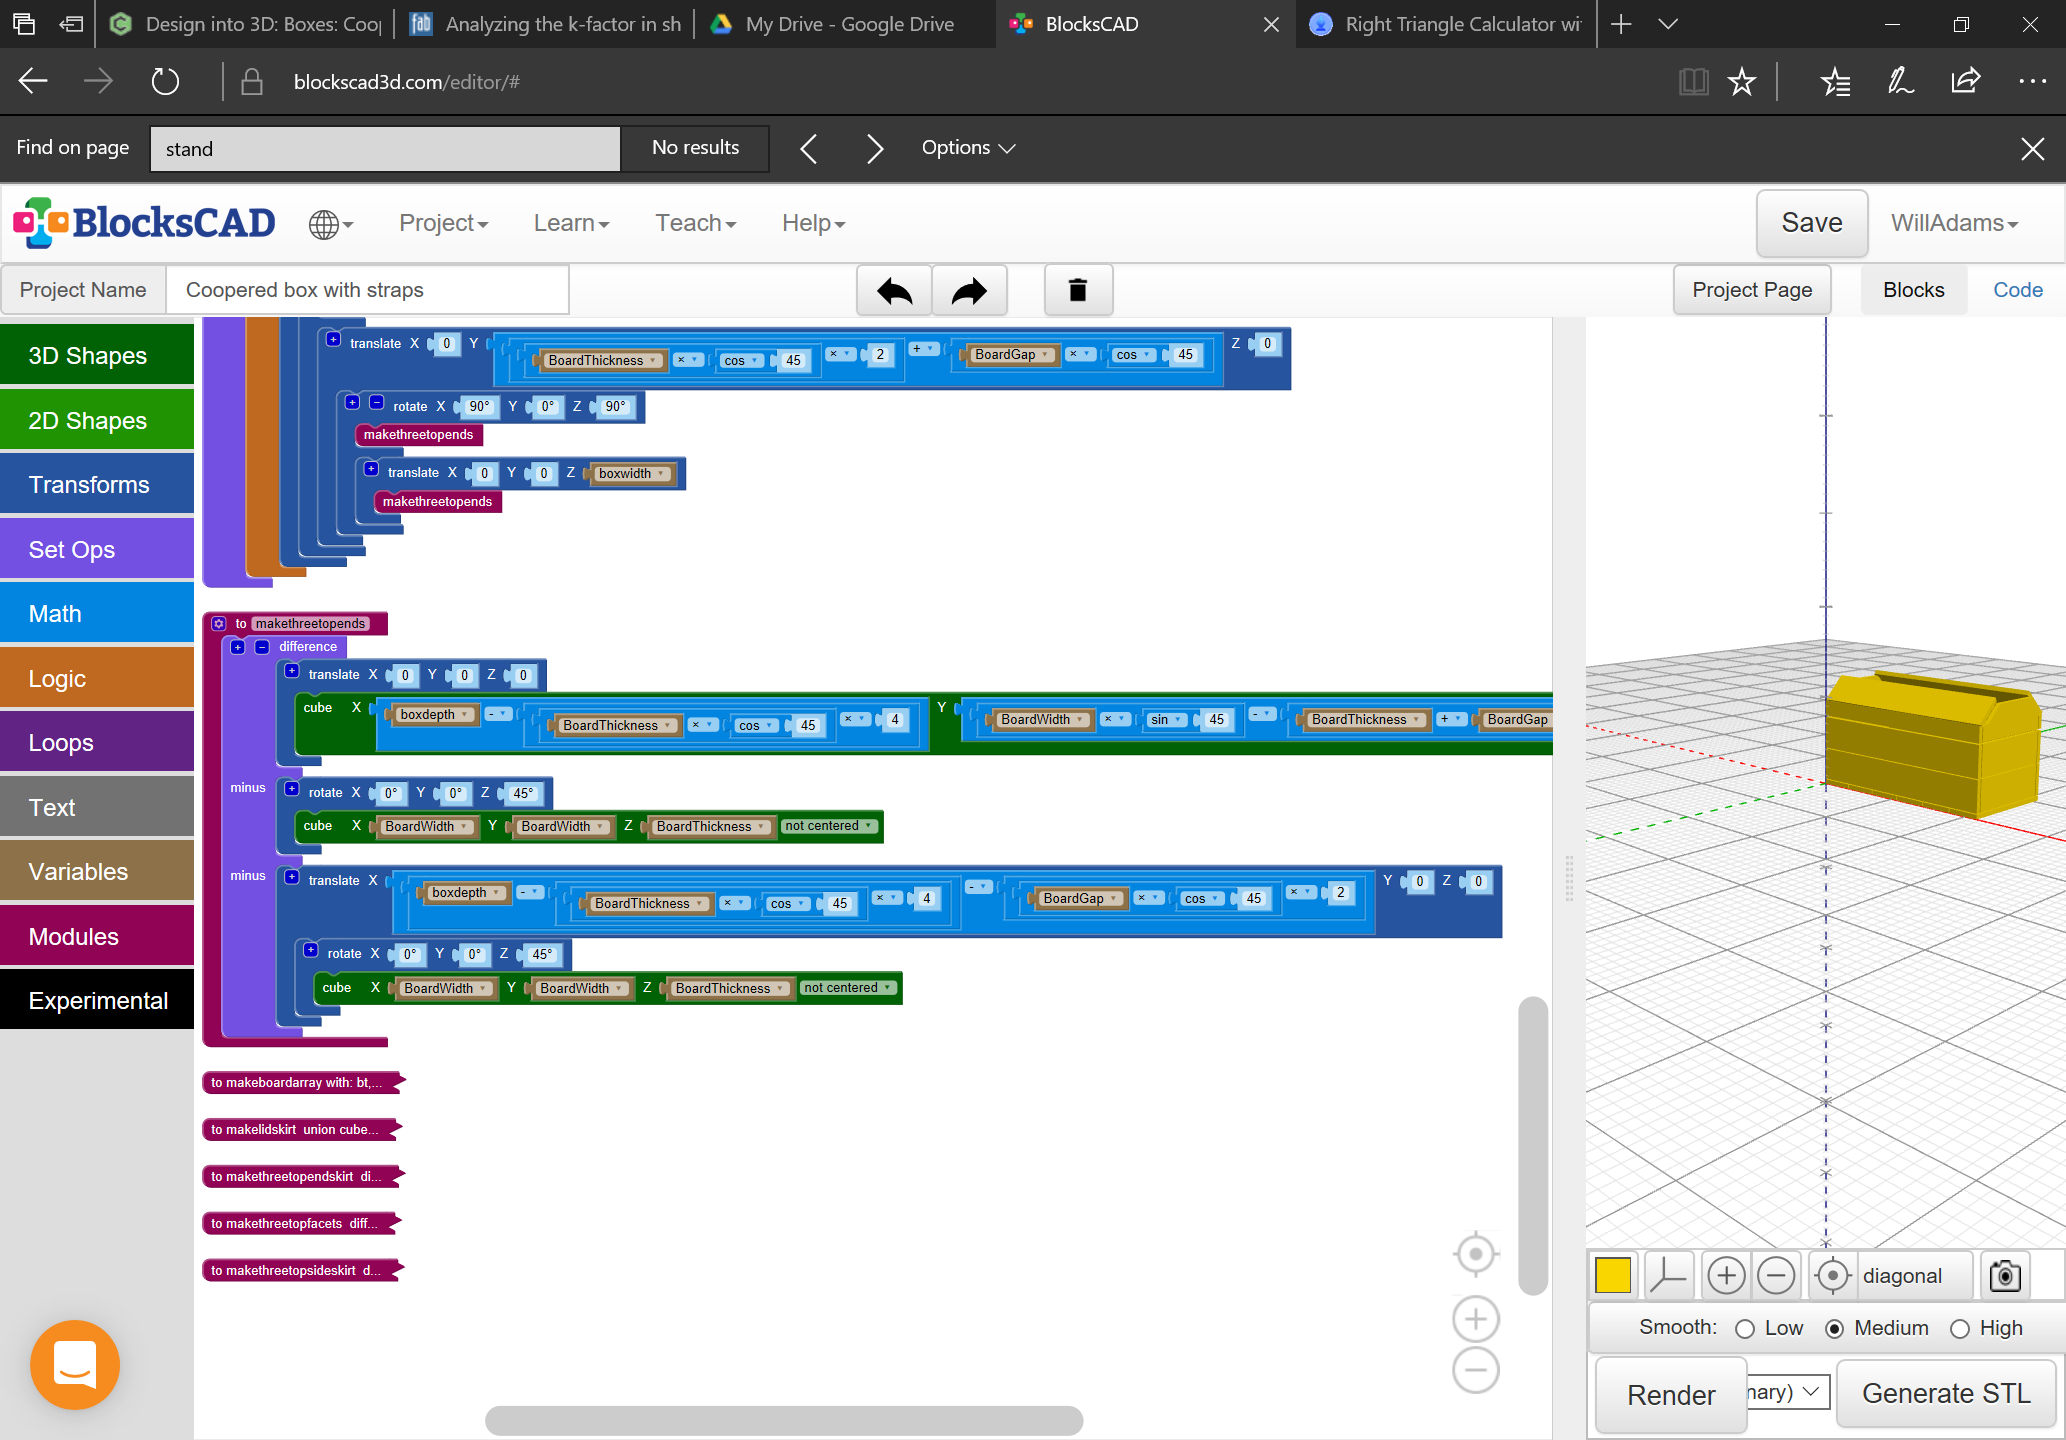 Design into 3D: Boxes: Coop
Analyzing the k-factor in sh
My Drive - Google Drive
BlocksCAD
Right Triangle Calculator wi
blockscad3d.com/editor/#
Find on page
stand
No results
Options
BlocksCAD
Project
Learn
Teach
Help
Save
WillAdams
Project Name
Coopered box with straps
Project Page
Blocks
Code
3D Shapes
2D Shapes
Transforms
Set Ops
Math
Logic
Loops
Text
Variables
Modules
Experimental
+ translate X 0 Y BoardThickness × cos 45 × 2 + BoardGap × cos 45 Z 0
+ - rotate X 90° Y 0° Z 90°
makethreetopends
+ translate X 0 Y 0 Z boxwidth
makethreetopends
to makethreetopends
+ - difference
+ translate X 0 Y 0 Z 0
cube X boxdepth - BoardThickness × cos 45 × 4 Y BoardWidth × sin 45 - BoardThickness + BoardGap
minus + rotate X 0° Y 0° Z 45°
cube X BoardWidth Y BoardWidth Z BoardThickness not centered
minus + translate X boxdepth - BoardThickness × cos 45 × 4 - BoardGap × cos 45 × 2 Y 0 Z 0
+ rotate X 0° Y 0° Z 45°
cube X BoardWidth Y BoardWidth Z BoardThickness not centered
to makeboardarray with: bt,...
to makelidskirt union cube...
to makethreetopendskirt di...
to makethreetopfacets diff...
to makethreetopsideskirt d...
diagonal
Smooth: Low Medium High
Render
nary)
Generate STL